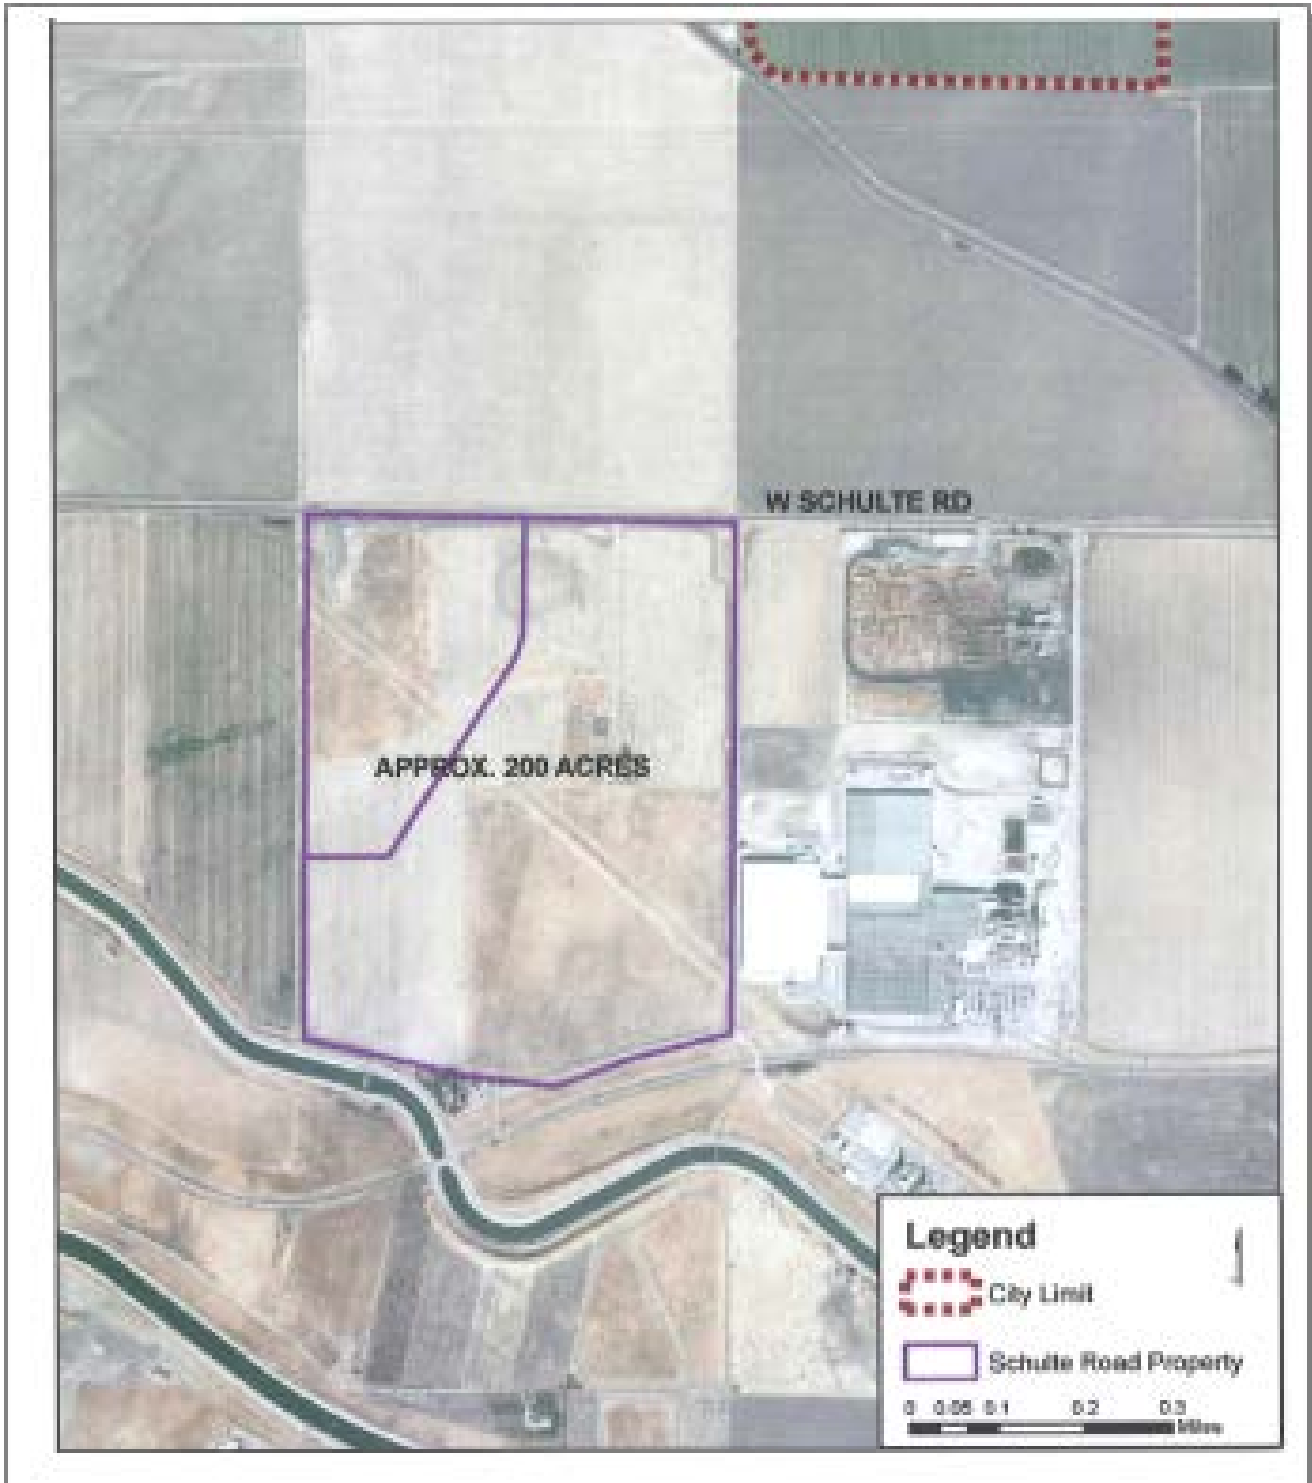 W SCHULTE RD
APPROX. 200 ACRES
Legend
City Limit
Schulte Road Property
0 0.05 0.1 0.2 0.3
Miles